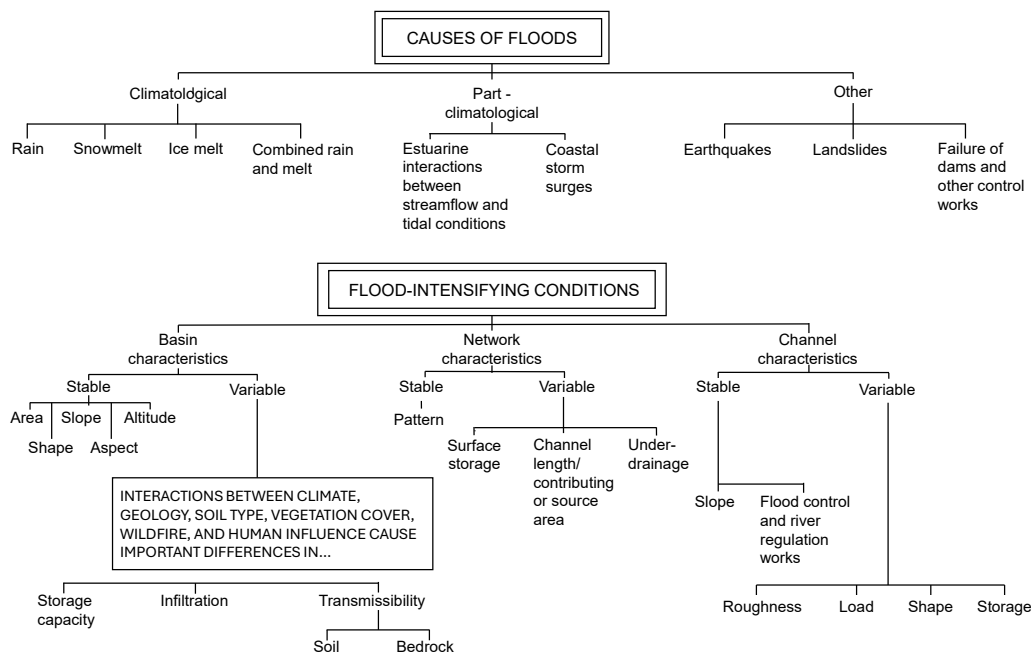 CAUSES OF FLOODS
Climatoldgical
Part -
climatological
Other
Rain
Snowmelt
Ice melt
Combined rain
and melt
Estuarine
interactions
between
streamflow and
tidal conditions
Coastal
storm
surges
Earthquakes
Landslides
Failure of
dams and
other control
works
FLOOD-INTENSIFYING CONDITIONS
Basin
characteristics
Network
characteristics
Channel
characteristics
Stable
Variable
Area
Slope
Altitude
Shape
Aspect
INTERACTIONS BETWEEN CLIMATE,
GEOLOGY, SOIL TYPE, VEGETATION COVER,
WILDFIRE, AND HUMAN INFLUENCE CAUSE
IMPORTANT DIFFERENCES IN...
Storage
capacity
Infiltration
Transmissibility
Soil
Bedrock
Stable
Variable
Pattern
Surface
storage
Channel
length/
contributing
or source
area
Under-
drainage
Stable
Variable
Slope
Flood control
and river
regulation
works
Roughness
Load
Shape
Storage